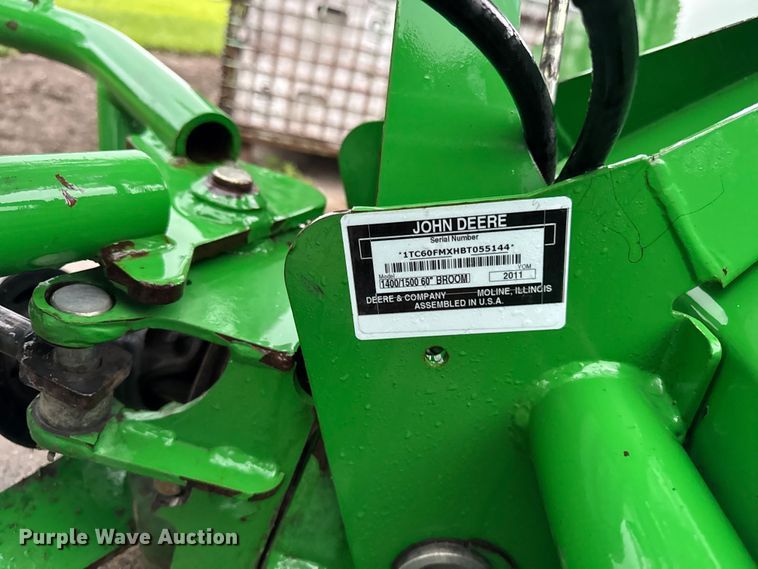 JOHN DEERE
Serial Number
*1TC60FMXHBT055144*
Model YOM
1400/1500 60" BROOM 2011
DEERE & COMPANY MOLINE, ILLINOIS
ASSEMBLED IN U.S.A.
Purple Wave Auction